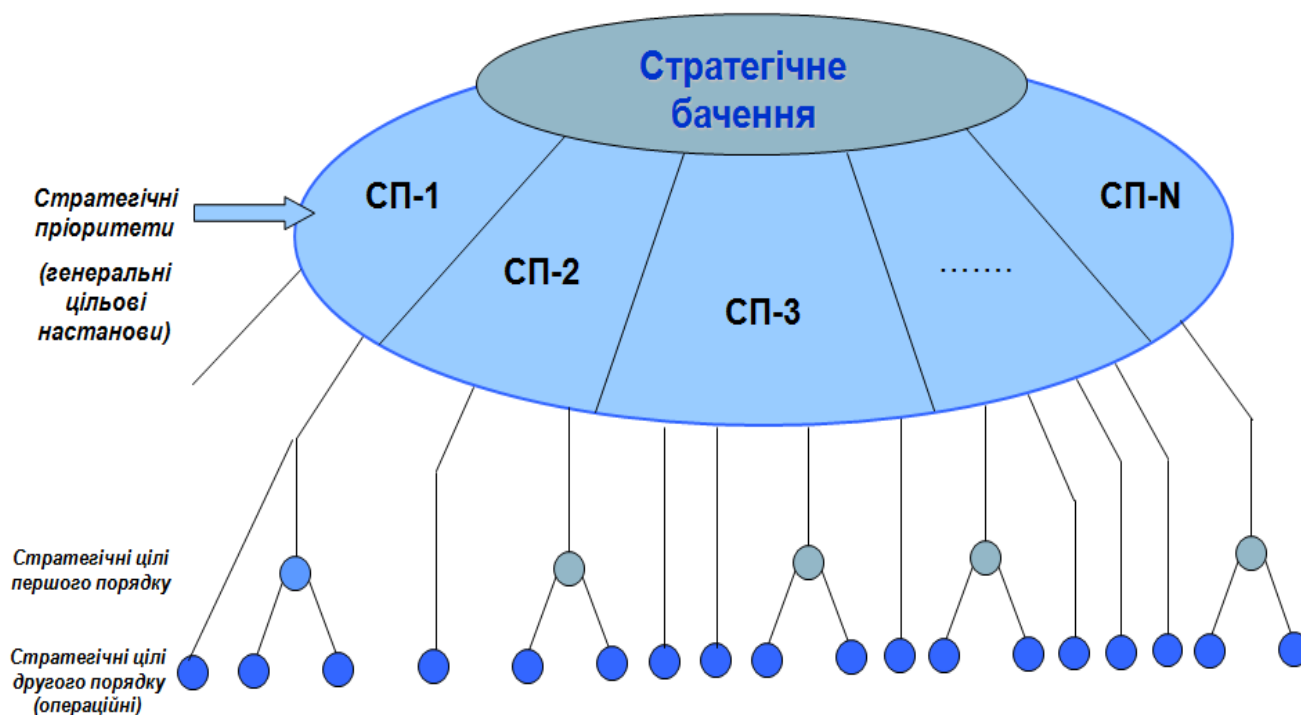 Стратегічне
бачення
СП-1
СП-2
СП-3
.......
СП-N
Стратегічні
пріоритети
(генеральні
цільові
настанови)
Стратегічні цілі
першого порядку
Стратегічні цілі
другого порядку
(операційні)